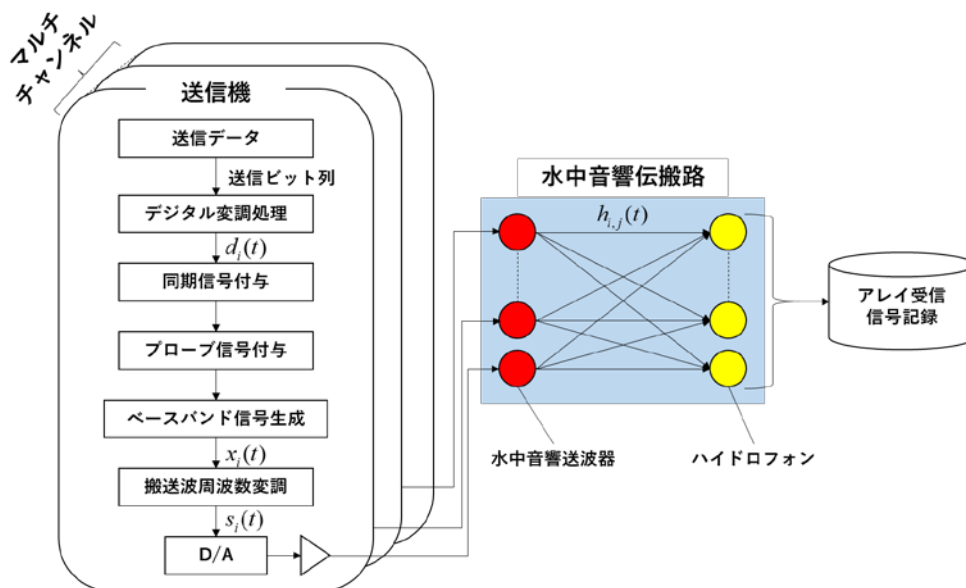 マルチ
チャンネル
送信機
送信データ
送信ビット列
デジタル変調処理
d_i(t)
同期信号付与
プローブ信号付与
ベースバンド信号生成
x_i(t)
搬送波周波数変調
s_i(t)
D/A
水中音響伝搬路
h_{i,j}(t)
水中音響送波器
ハイドロフォン
アレイ受信
信号記録